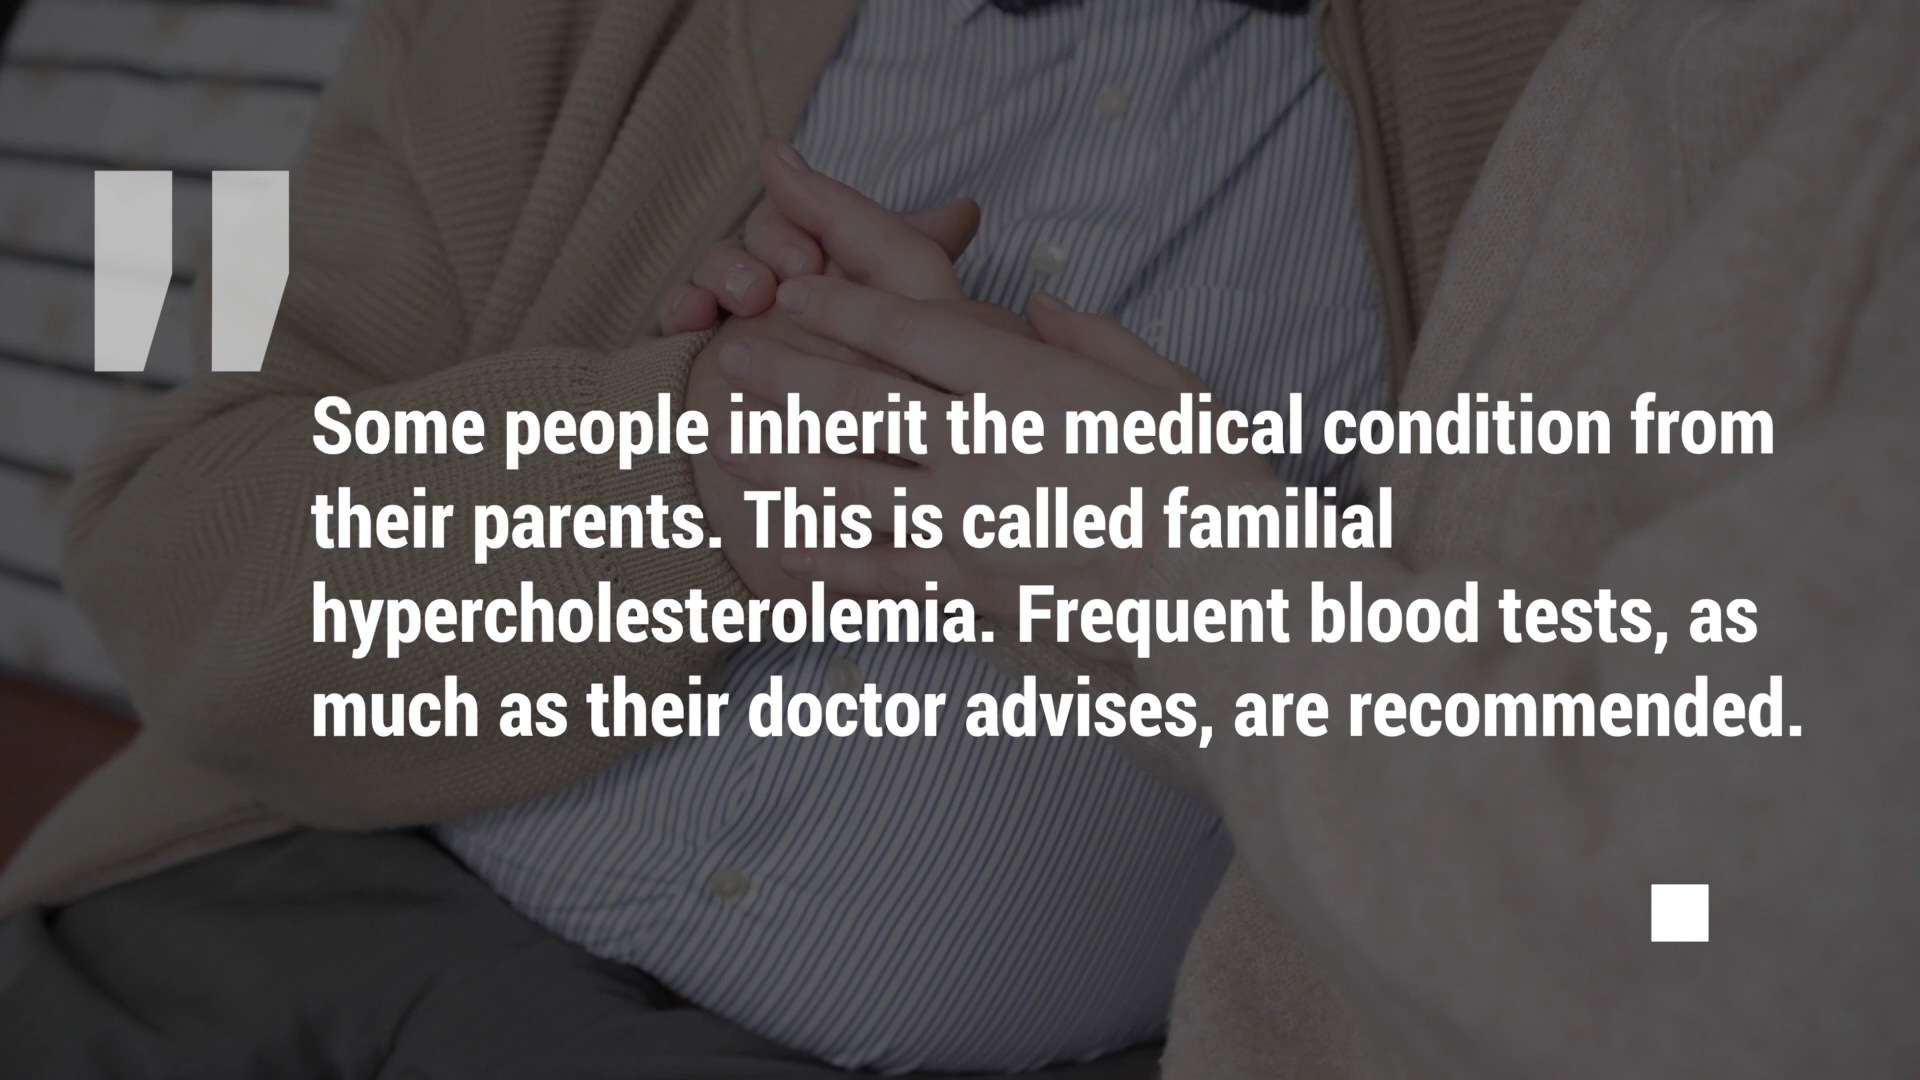 Some people inherit the medical condition from
their parents. This is called familial
hypercholesterolemia. Frequent blood tests, as
much as their doctor advises, are recommended.